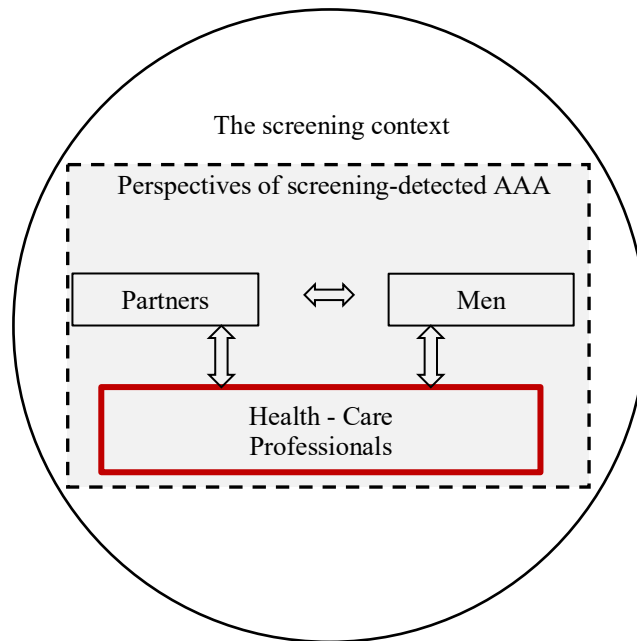 The screening context
Perspectives of screening-detected AAA
Partners
Men
Health - Care
Professionals